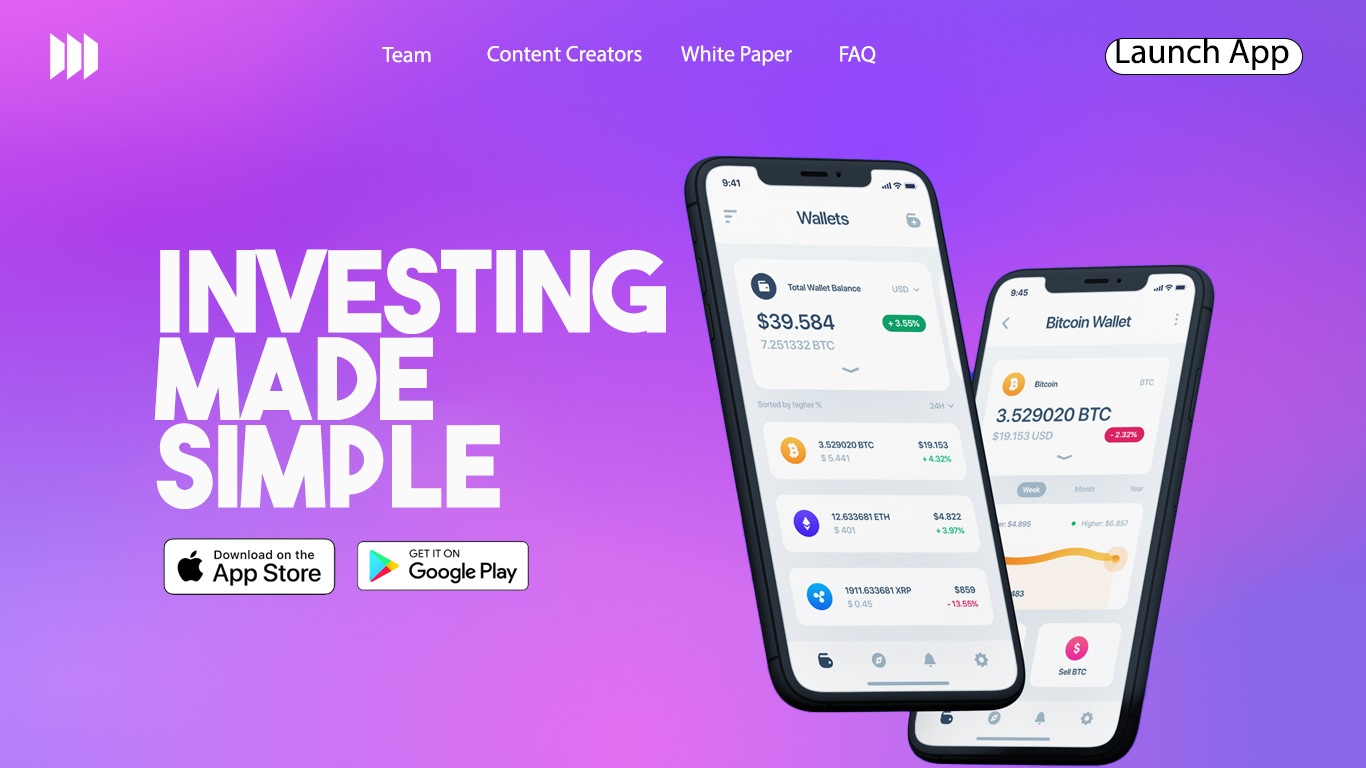 Team
Content Creators
White Paper
FAQ
Launch App
INVESTING
MADE
SIMPLE
Download on the
App Store
GET IT ON
Google Play
9:41
Wallets
Total Wallet Balance
USD
$39.584
+ 3.55%
7.251332 BTC
Sorted by higher %
24H
3.529020 BTC
$19.153
$ 5.441
+ 4.32%
12.633681 ETH
$4.822
$ 401
+ 3.97%
1911.633681 XRP
$859
$ 0.45
- 13.55%
9:45
Bitcoin Wallet
Bitcoin
BTC
3.529020 BTC
$19.153 USD
- 2.32%
Week
Month
Year
$4.895
Higher: $6.857
483
Sell BTC